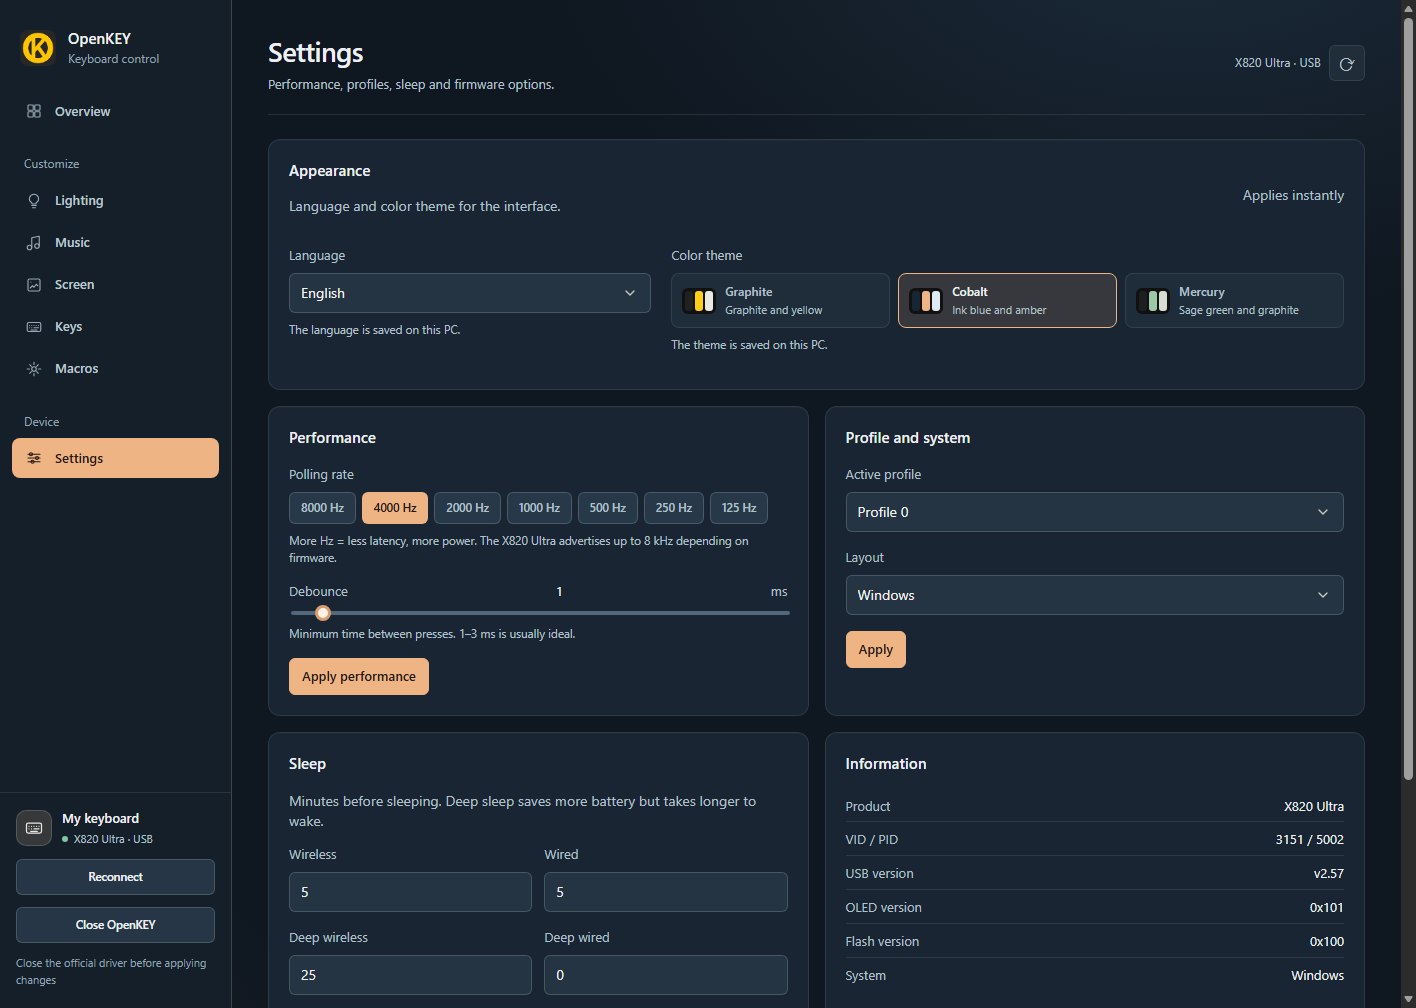 OpenKEY
Keyboard control
Overview
Customize
Lighting
Music
Screen
Keys
Macros
Device
Settings
My keyboard
X820 Ultra · USB
Reconnect
Close OpenKEY
Close the official driver before applying
changes
Settings
Performance, profiles, sleep and firmware options.
X820 Ultra · USB
Appearance
Language and color theme for the interface.
Applies instantly
Language
English
The language is saved on this PC.
Color theme
Graphite
Graphite and yellow
Cobalt
Ink blue and amber
Mercury
Sage green and graphite
The theme is saved on this PC.
Performance
Polling rate
8000 Hz 4000 Hz 2000 Hz 1000 Hz 500 Hz 250 Hz 125 Hz
More Hz = less latency, more power. The X820 Ultra advertises up to 8 kHz depending on
firmware.
Debounce 1 ms
Minimum time between presses. 1–3 ms is usually ideal.
Apply performance
Profile and system
Active profile
Profile 0
Layout
Windows
Apply
Sleep
Minutes before sleeping. Deep sleep saves more battery but takes longer to
wake.
Wireless Wired
5 5
Deep wireless Deep wired
25 0
Information
Product X820 Ultra
VID / PID 3151 / 5002
USB version v2.57
OLED version 0x101
Flash version 0x100
System Windows